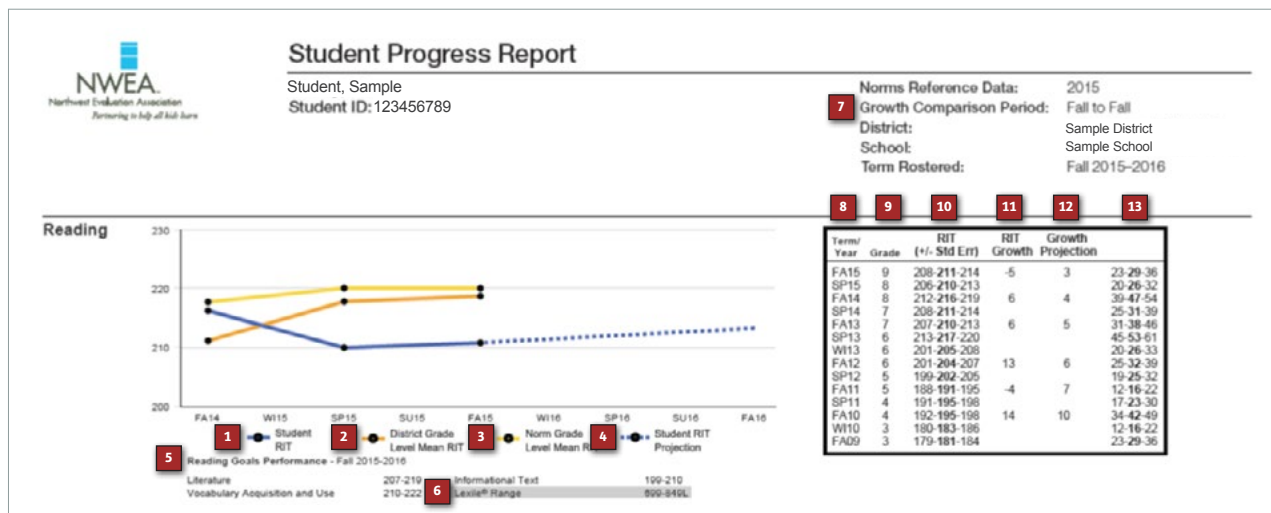 NWEA
Northwest Evaluation Association
Partnering to help all kids learn
Student Progress Report
Student, Sample
Student ID: 123456789
Norms Reference Data: 2015
7 Growth Comparison Period: Fall to Fall
District: Sample District
School: Sample School
Term Rostered: Fall 2015–2016
Reading
230
220
210
200
FA14 WI15 SP15 SU15 FA15 WI16 SP16 SU16 FA16
1 Student RIT
2 District Grade Level Mean RIT
3 Norm Grade Level Mean
4 Student RIT Projection
5 Reading Goals Performance - Fall 2015-2016
Literature 207-219
Vocabulary Acquisition and Use 210-222
Informational Text 199-210
6 Lexile® Range
8 9 10 11 12 13
Term/Year Grade RIT (+/- Std Err) RIT Growth Growth Projection
FA15 9 208-211-214 -5 3 23-29-36
SP15 8 206-210-213 20-26-32
FA14 8 212-216-219 6 4 39-47-54
SP14 7 208-211-214 25-31-39
FA13 7 207-210-213 6 5 31-38-46
SP13 6 213-217-220 45-53-61
WI13 6 201-205-208 20-26-33
FA12 6 201-204-207 13 6 25-32-39
SP12 5 199-202-205 19-25-32
FA11 5 188-191-195 -4 7 12-16-22
SP11 4 191-195-198 17-23-30
FA10 4 192-195-198 14 10 34-42-49
WI10 3 180-183-186 12-16-22
FA09 3 179-181-184 23-29-36